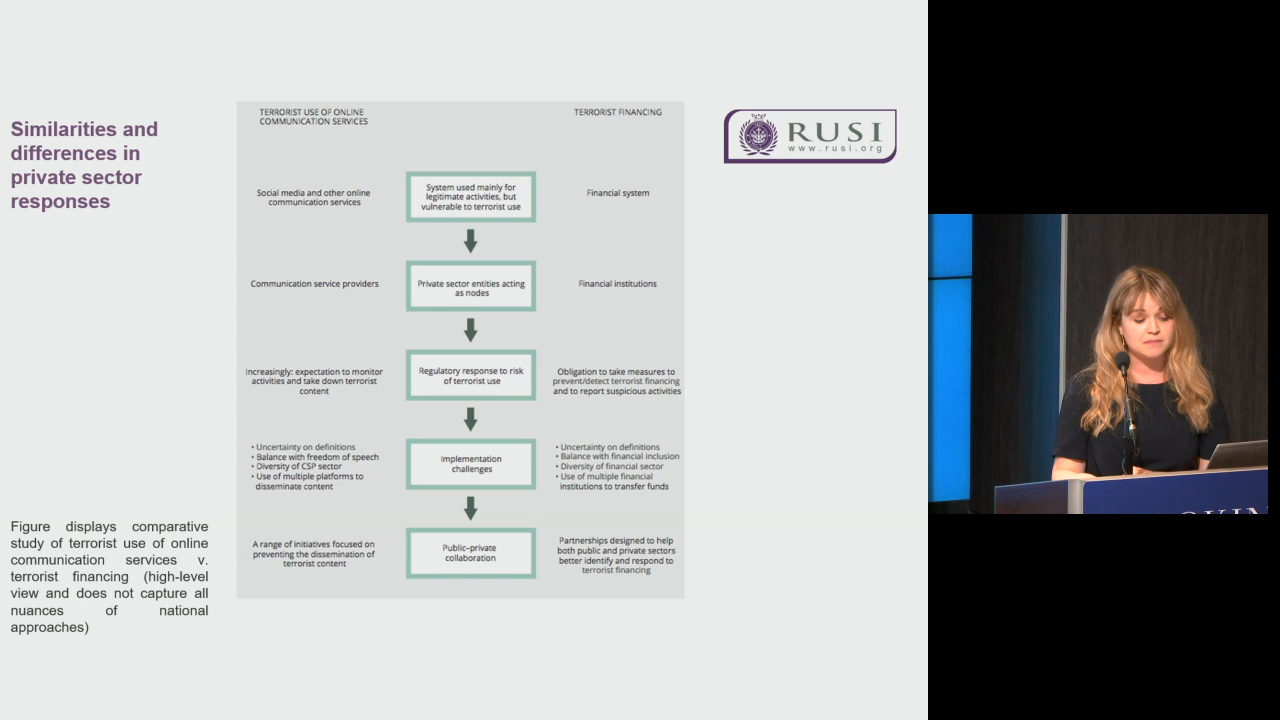 Similarities and
differences in
private sector
responses
Figure displays comparative
study of terrorist use of online
communication services v.
terrorist financing (high-level
view and does not capture all
nuances of national
approaches)
TERRORIST USE OF ONLINE
COMMUNICATION SERVICES
TERRORIST FINANCING
Social media and other online
communication services
System used mainly for
legitimate activities, but
vulnerable to terrorist use
Financial system
Communication service providers
Private sector entities acting
as nodes
Financial institutions
Increasingly: expectation to monitor
activities and take down terrorist
content
Regulatory response to risk
of terrorist use
Obligation to take measures to
prevent/detect terrorist financing
and to report suspicious activities
• Uncertainty on definitions
• Balance with freedom of speech
• Diversity of CSP sector
• Use of multiple platforms to
disseminate content
Implementation
challenges
• Uncertainty on definitions
• Balance with financial inclusion
• Diversity of financial sector
• Use of multiple financial
institutions to transfer funds
A range of initiatives focused on
preventing the dissemination of
terrorist content
Public–private
collaboration
Partnerships designed to help
both public and private sectors
better identify and respond to
terrorist financing
RUSI
www.rusi.org